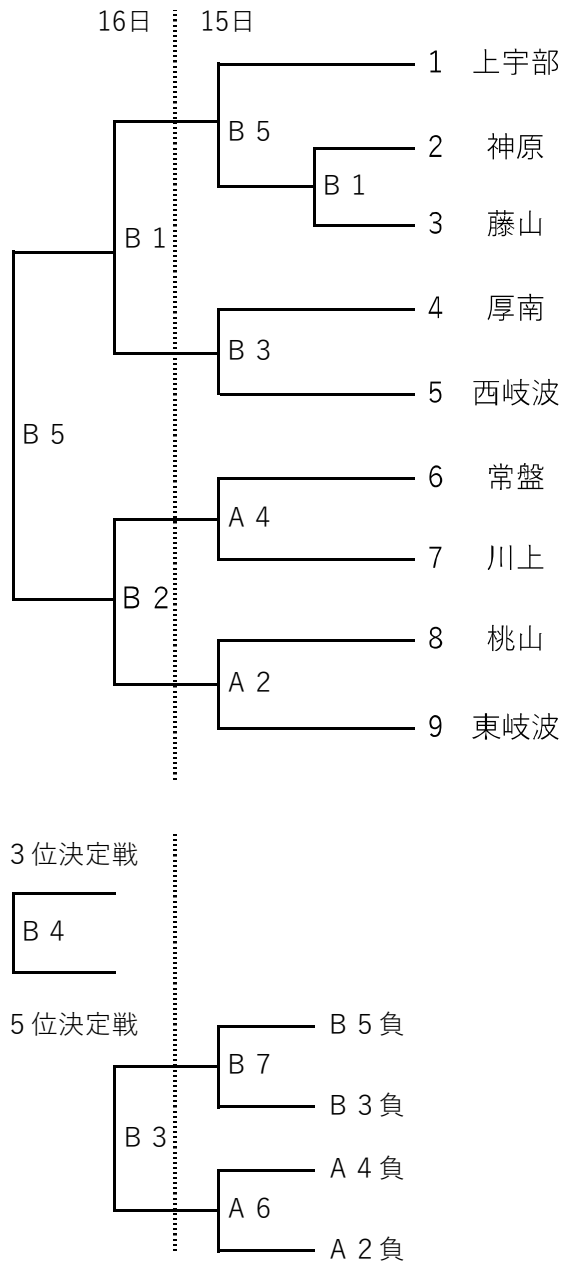 16日 15日
1 上宇部
B 5
2 神原
B 1
3 藤山
B 1
4 厚南
B 3
5 西岐波
B 5
6 常盤
A 4
7 川上
B 2
8 桃山
A 2
9 東岐波
3位決定戦
B 4
5位決定戦
B 5負
B 7
B 3負
B 3
A 4負
A 6
A 2負